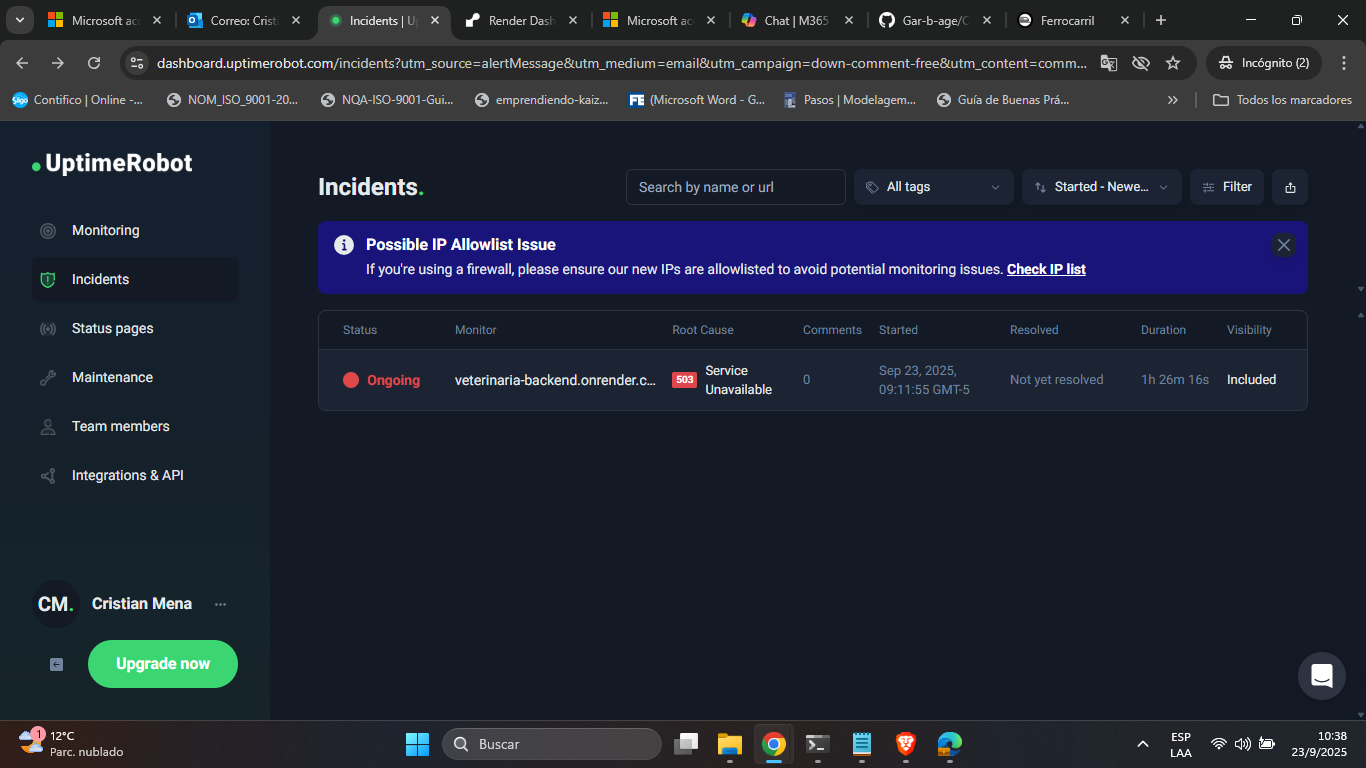 Microsoft ac
Correo: Cristi
Incidents | U
Render Dash
Microsoft ac
Chat | M365
Gar-b-age/C
Ferrocarril
dashboard.uptimerobot.com/incidents?utm_source=alertMessage&utm_medium=email&utm_campaign=down-comment-free&utm_content=comm...
Incógnito (2)
Contifico | Online -...
NOM_ISO_9001-20...
NQA-ISO-9001-Gui...
emprendiendo-kaiz...
(Microsoft Word - G...
Pasos | Modelagem...
Guía de Buenas Prá...
Todos los marcadores
UptimeRobot
Monitoring
Incidents
Status pages
Maintenance
Team members
Integrations & API
CM.
Cristian Mena
Upgrade now
Incidents.
Search by name or url
All tags
Started - Newe...
Filter
Possible IP Allowlist Issue
If you're using a firewall, please ensure our new IPs are allowlisted to avoid potential monitoring issues. Check IP list
Status Monitor Root Cause Comments Started Resolved Duration Visibility
Ongoing
veterinaria-backend.onrender.c...
503
Service
Unavailable
0
Sep 23, 2025,
09:11:55 GMT-5
Not yet resolved
1h 26m 16s
Included
1
12°C
Parc. nublado
Buscar
ESP
LAA
10:38
23/9/2025